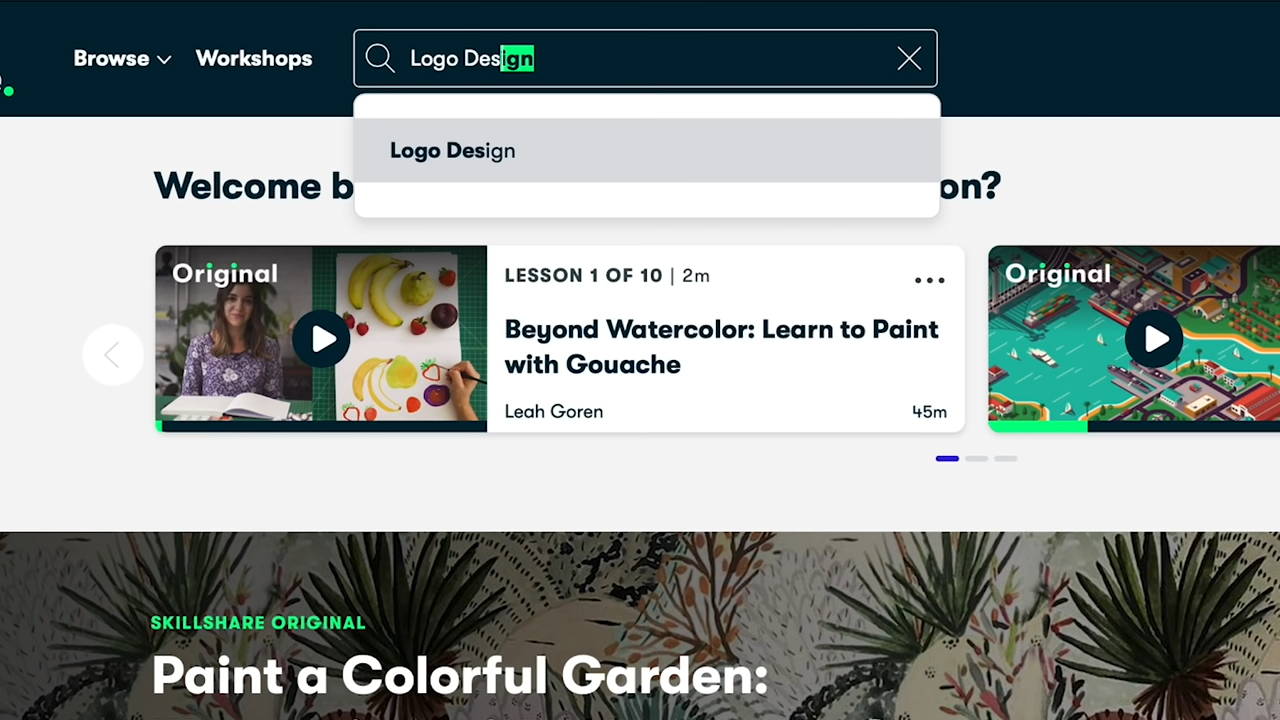 Browse Workshops Logo Design
Logo Design
Welcome b on?
Original
LESSON 1 OF 10 | 2m
Beyond Watercolor: Learn to Paint
with Gouache
Leah Goren 45m
Original
SKILLSHARE ORIGINAL
Paint a Colorful Garden: